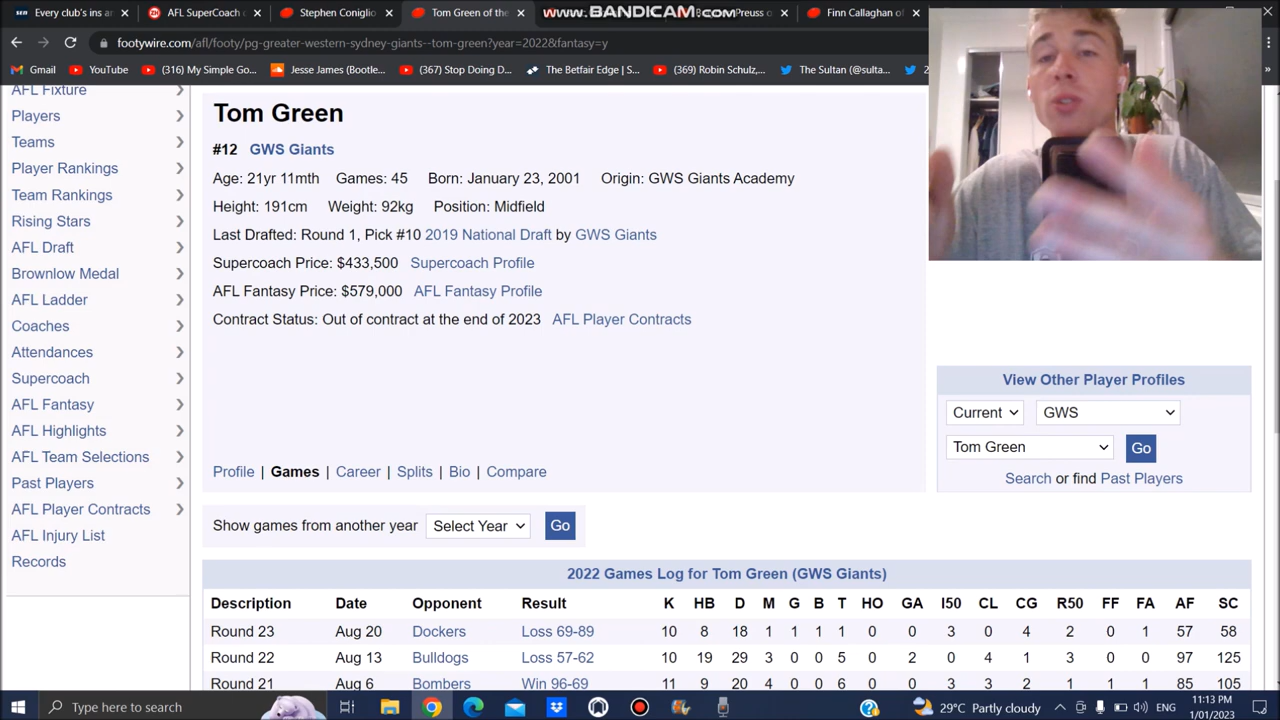 Every club's ins an
AFL SuperCoach
Stephen Coniglio
Tom Green of the
www.BANDICAM.com
Preuss of
Finn Callaghan of
footywire.com/afl/footy/pg-greater-western-sydney-giants--tom-green?year=2022&fantasy=y
Gmail
YouTube
(316) My Simple Go...
Jesse James (Bootle...
(367) Stop Doing D...
The Betfair Edge | S...
(369) Robin Schulz,...
The Sultan (@sulta...
AFL Fixture
Players
Teams
Player Rankings
Team Rankings
Rising Stars
AFL Draft
Brownlow Medal
AFL Ladder
Coaches
Attendances
Supercoach
AFL Fantasy
AFL Highlights
AFL Team Selections
Past Players
AFL Player Contracts
AFL Injury List
Records
Tom Green
#12 GWS Giants
Age: 21yr 11mth Games: 45 Born: January 23, 2001 Origin: GWS Giants Academy
Height: 191cm Weight: 92kg Position: Midfield
Last Drafted: Round 1, Pick #10 2019 National Draft by GWS Giants
Supercoach Price: $433,500 Supercoach Profile
AFL Fantasy Price: $579,000 AFL Fantasy Profile
Contract Status: Out of contract at the end of 2023 AFL Player Contracts
Profile | Games | Career | Splits | Bio | Compare
View Other Player Profiles
Current GWS
Tom Green Go
Search or find Past Players
Show games from another year Select Year Go
2022 Games Log for Tom Green (GWS Giants)
Description Date Opponent Result K HB D M G B T HO GA I50 CL CG R50 FF FA AF SC
Round 23 Aug 20 Dockers Loss 69-89 10 8 18 1 1 1 1 0 0 3 0 4 2 0 1 57 58
Round 22 Aug 13 Bulldogs Loss 57-62 10 19 29 3 0 0 5 0 2 0 4 1 3 0 0 97 125
Round 21 Aug 6 Bombers Win 96-69 11 9 20 4 0 0 6 0 0 3 3 2 1 1 1 85 105
Type here to search
29°C Partly cloudy
ENG
11:13 PM
1/01/2023